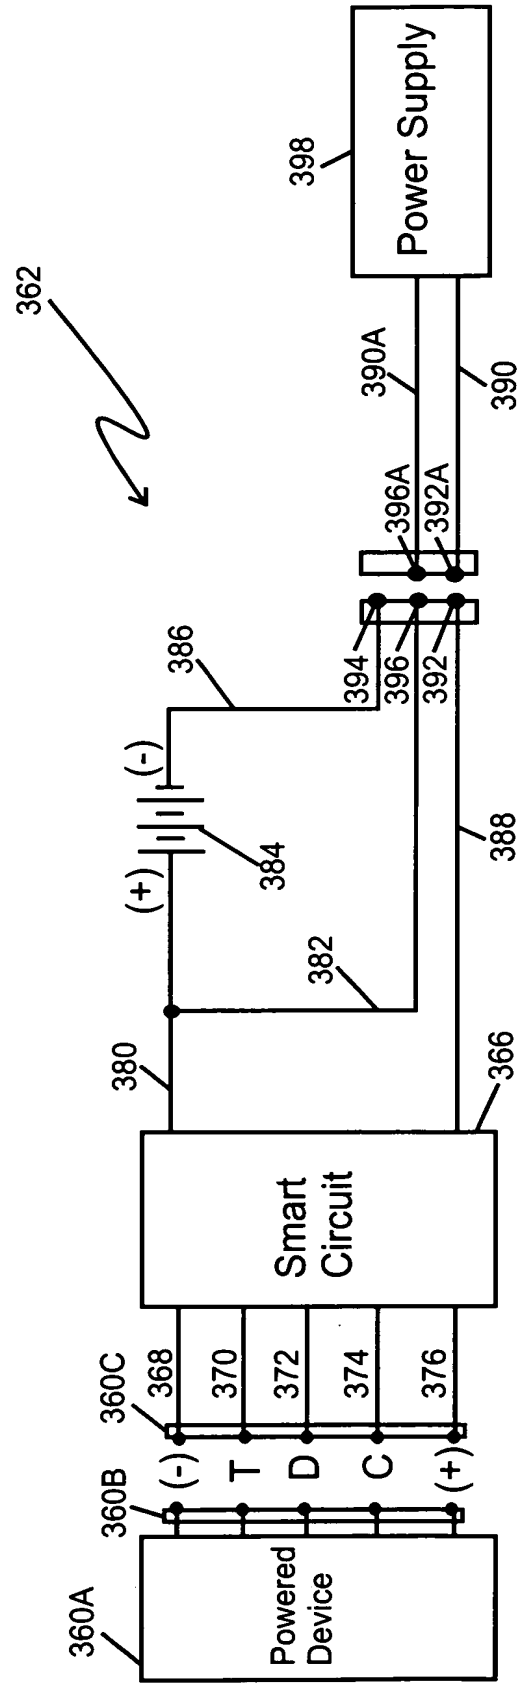 362
398
Power Supply
390A
390
396A
392A
394
396
392
386
(-)
384
(+)
382
388
380
366
Smart
Circuit
360C
368
370
372
374
376
360B
(-)
T
D
C
(+)
360A
Powered
Device